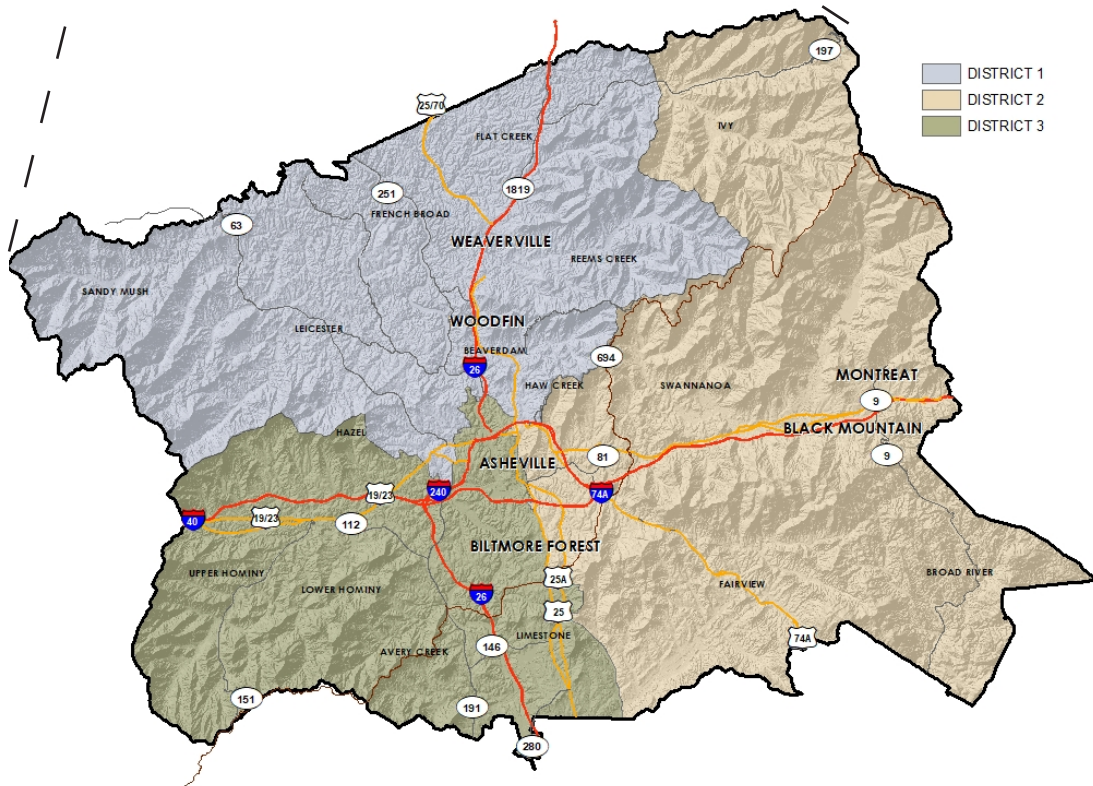 197
DISTRICT 1
DISTRICT 2
DISTRICT 3
25/70
IVY
FLAT CREEK
1819
251
FRENCH BROAD
63
WEAVERVILLE
REEMS CREEK
SANDY MUSH
WOODFIN
LEICESTER
BEAVERDAM
694
26
HAW CREEK
SWANNANOA
MONTREAT
9
BLACK MOUNTAIN
HAZEL
81
9
ASHEVILLE
240
74A
19/23
19/23
40
112
BILTMORE FOREST
UPPER HOMINY
25A
BROAD RIVER
LOWER HOMINY
FAIRVIEW
26
25
LIMESTONE
74A
146
AVERY CREEK
151
191
280